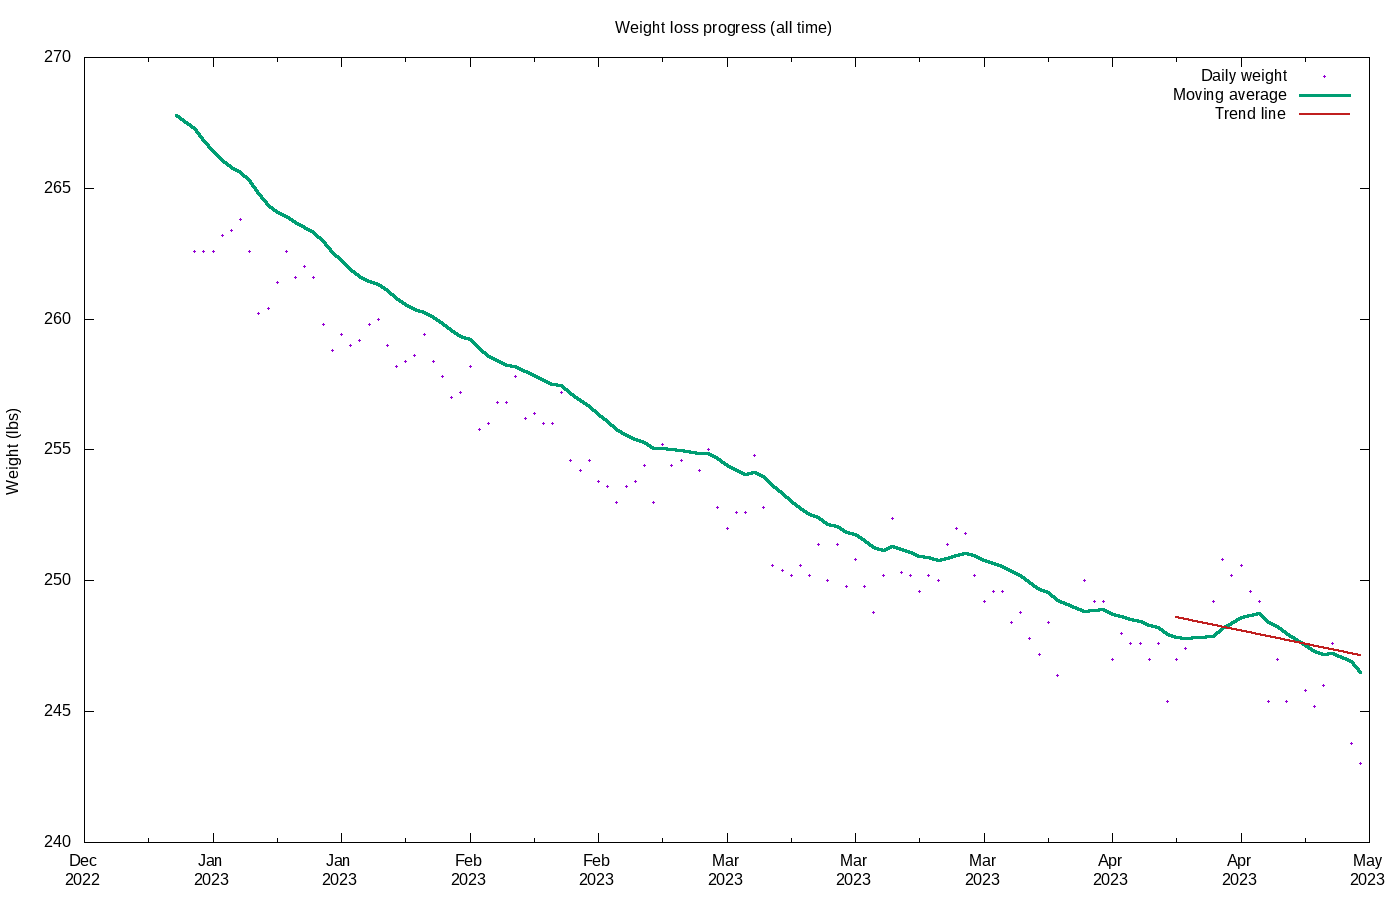 Weight loss progress (all time)
270
265
260
255
250
245
240
Weight (lbs)
Daily weight
Moving average
Trend line
Dec Jan Jan Feb Feb Mar Mar Mar Apr Apr May
2022 2023 2023 2023 2023 2023 2023 2023 2023 2023 2023